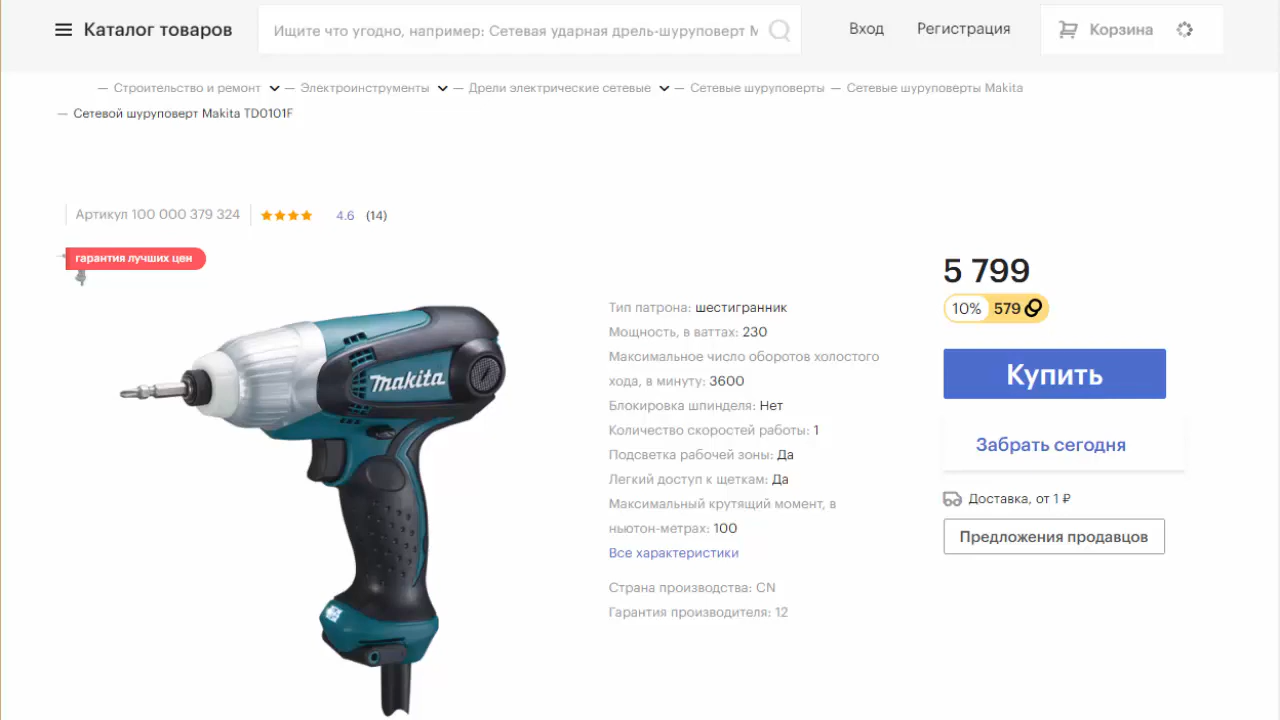 Каталог товаров
Ищите что угодно, например: Сетевая ударная дрель-шуруповерт M
Вход
Регистрация
Корзина
— Строительство и ремонт — Электроинструменты — Дрели электрические сетевые — Сетевые шуруповерты — Сетевые шуруповерты Makita
— Сетевой шуруповерт Makita TD0101F
Артикул 100 000 379 324
4.6 (14)
гарантия лучших цен
makita
Тип патрона: шестигранник
Мощность, в ваттах: 230
Максимальное число оборотов холостого
хода, в минуту: 3600
Блокировка шпинделя: Нет
Количество скоростей работы: 1
Подсветка рабочей зоны: Да
Легкий доступ к щеткам: Да
Максимальный крутящий момент, в
ньютон-метрах: 100
Все характеристики
Страна производства: CN
Гарантия производителя: 12
5 799
10% 579
Купить
Забрать сегодня
Доставка, от 1 ₽
Предложения продавцов